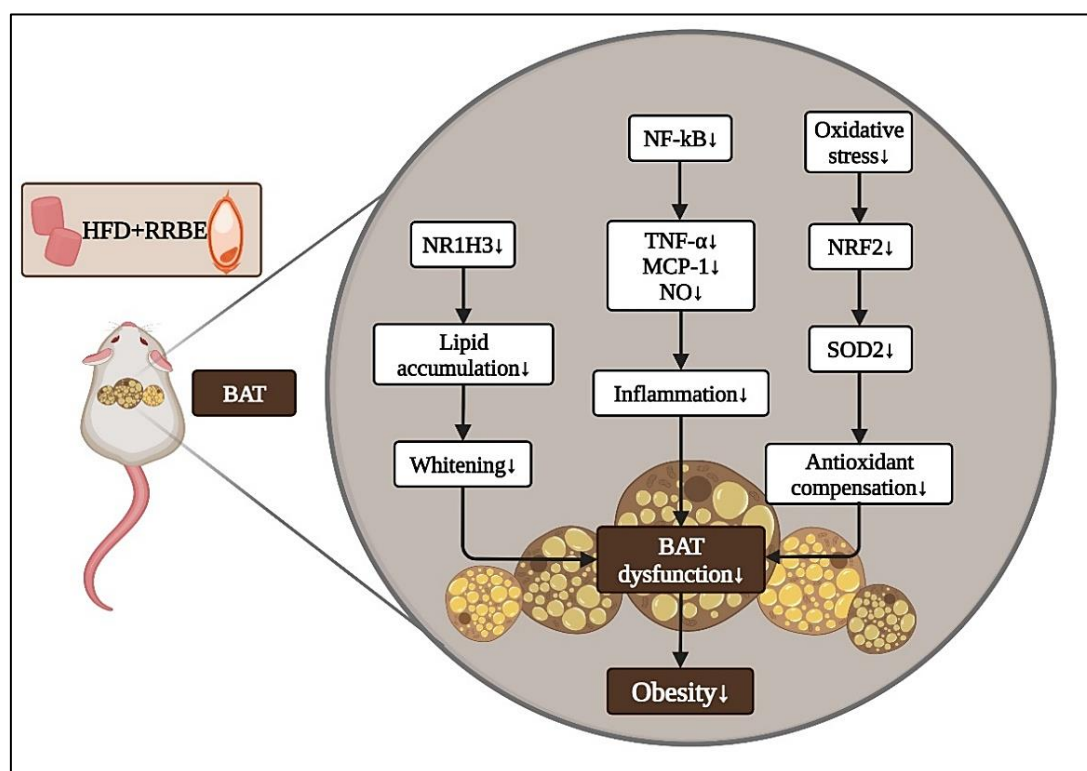 HFD+RRBE
BAT
NR1H3↓
Lipid
accumulation↓
Whitening↓
NF-kB↓
TNF-α↓
MCP-1↓
NO↓
Inflammation↓
Oxidative
stress↓
NRF2↓
SOD2↓
Antioxidant
compensation↓
BAT
dysfunction↓
Obesity↓